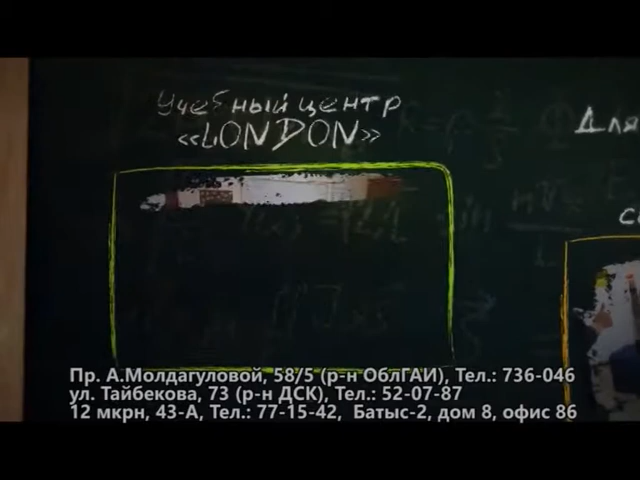 Учебный центр
«LONDON»
Для
Пр. А.Молдагуловой, 58/5 (р-н ОблГАИ), Тел.: 736-046
ул. Тайбекова, 73 (р-н ДСК), Тел.: 52-07-87
12 мкрн, 43-А, Тел.: 77-15-42, Батыс-2, дом 8, офис 86